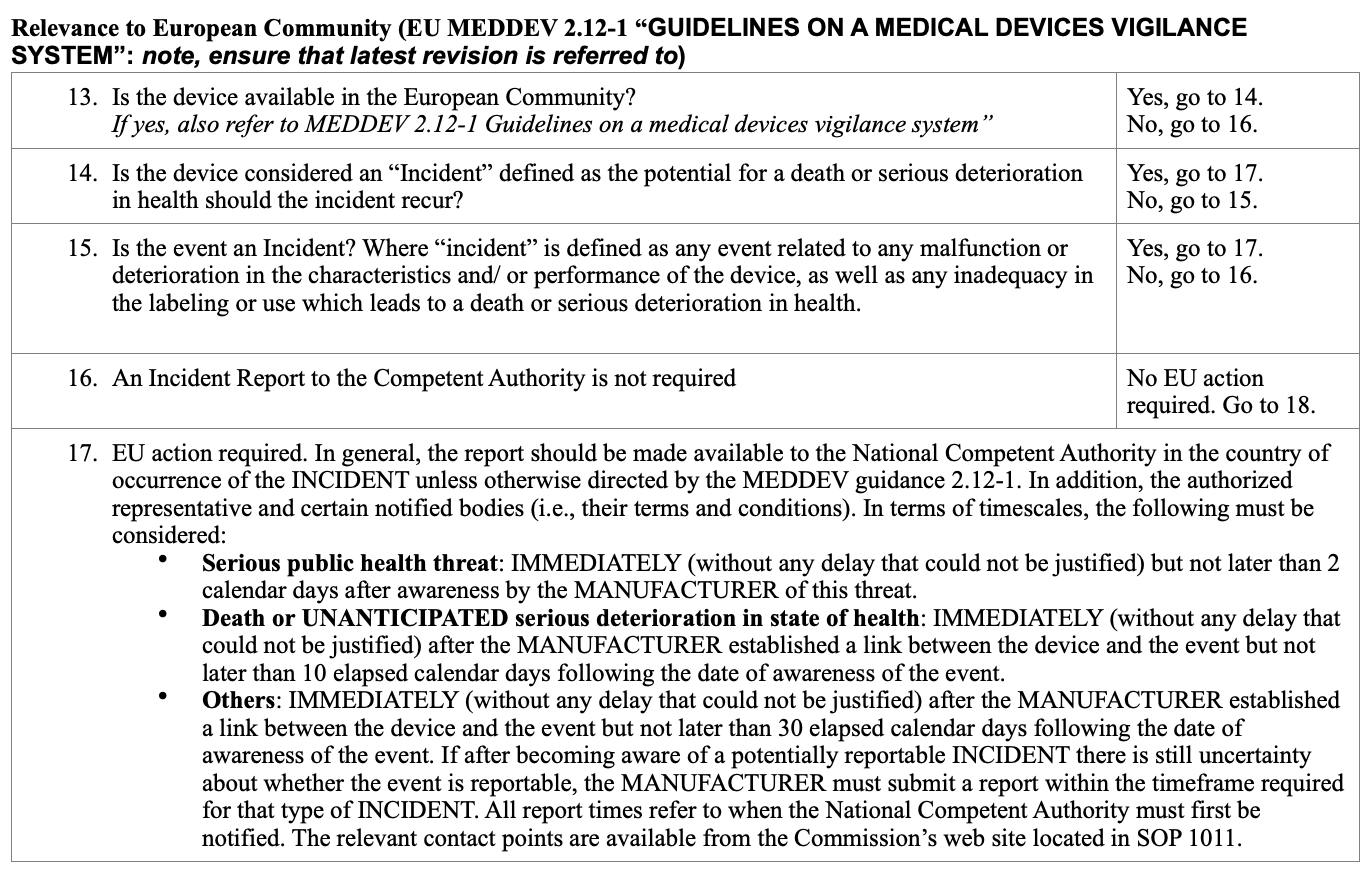 Relevance to European Community (EU MEDDEV 2.12-1 “GUIDELINES ON A MEDICAL DEVICES VIGILANCE
SYSTEM”: note, ensure that latest revision is referred to)
13. Is the device available in the European Community?
If yes, also refer to MEDDEV 2.12-1 Guidelines on a medical devices vigilance system”
Yes, go to 14.
No, go to 16.
14. Is the device considered an “Incident” defined as the potential for a death or serious deterioration
in health should the incident recur?
Yes, go to 17.
No, go to 15.
15. Is the event an Incident? Where “incident” is defined as any event related to any malfunction or
deterioration in the characteristics and/ or performance of the device, as well as any inadequacy in
the labeling or use which leads to a death or serious deterioration in health.
Yes, go to 17.
No, go to 16.
16. An Incident Report to the Competent Authority is not required
No EU action
required. Go to 18.
17. EU action required. In general, the report should be made available to the National Competent Authority in the country of
occurrence of the INCIDENT unless otherwise directed by the MEDDEV guidance 2.12-1. In addition, the authorized
representative and certain notified bodies (i.e., their terms and conditions). In terms of timescales, the following must be
considered:
• Serious public health threat: IMMEDIATELY (without any delay that could not be justified) but not later than 2
calendar days after awareness by the MANUFACTURER of this threat.
• Death or UNANTICIPATED serious deterioration in state of health: IMMEDIATELY (without any delay that
could not be justified) after the MANUFACTURER established a link between the device and the event but not
later than 10 elapsed calendar days following the date of awareness of the event.
• Others: IMMEDIATELY (without any delay that could not be justified) after the MANUFACTURER established
a link between the device and the event but not later than 30 elapsed calendar days following the date of
awareness of the event. If after becoming aware of a potentially reportable INCIDENT there is still uncertainty
about whether the event is reportable, the MANUFACTURER must submit a report within the timeframe required
for that type of INCIDENT. All report times refer to when the National Competent Authority must first be
notified. The relevant contact points are available from the Commission’s web site located in SOP 1011.